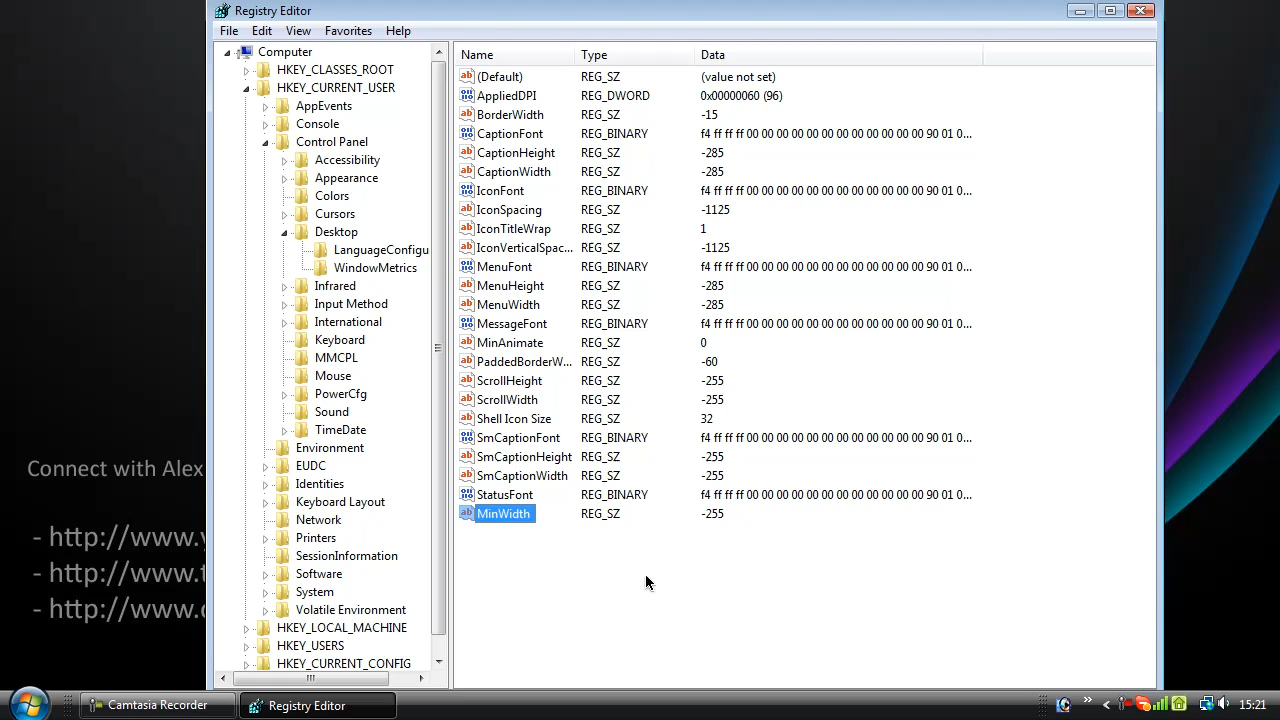 Registry Editor
File Edit View Favorites Help
Computer
HKEY_CLASSES_ROOT
HKEY_CURRENT_USER
AppEvents
Console
Control Panel
Accessibility
Appearance
Colors
Cursors
Desktop
LanguageConfigu
WindowMetrics
Infrared
Input Method
International
Keyboard
MMCPL
Mouse
PowerCfg
Sound
TimeDate
Environment
EUDC
Identities
Keyboard Layout
Network
Printers
SessionInformation
Software
System
Volatile Environment
HKEY_LOCAL_MACHINE
HKEY_USERS
HKEY_CURRENT_CONFIG
Name Type Data
(Default) REG_SZ (value not set)
AppliedDPI REG_DWORD 0x00000060 (96)
BorderWidth REG_SZ -15
CaptionFont REG_BINARY f4 ff ff ff 00 00 00 00 00 00 00 00 00 00 00 00 90 01 0...
CaptionHeight REG_SZ -285
CaptionWidth REG_SZ -285
IconFont REG_BINARY f4 ff ff ff 00 00 00 00 00 00 00 00 00 00 00 00 90 01 0...
IconSpacing REG_SZ -1125
IconTitleWrap REG_SZ 1
IconVerticalSpac... REG_SZ -1125
MenuFont REG_BINARY f4 ff ff ff 00 00 00 00 00 00 00 00 00 00 00 00 90 01 0...
MenuHeight REG_SZ -285
MenuWidth REG_SZ -285
MessageFont REG_BINARY f4 ff ff ff 00 00 00 00 00 00 00 00 00 00 00 00 90 01 0...
MinAnimate REG_SZ 0
PaddedBorderW... REG_SZ -60
ScrollHeight REG_SZ -255
ScrollWidth REG_SZ -255
Shell Icon Size REG_SZ 32
SmCaptionFont REG_BINARY f4 ff ff ff 00 00 00 00 00 00 00 00 00 00 00 00 90 01 0...
SmCaptionHeight REG_SZ -255
SmCaptionWidth REG_SZ -255
StatusFont REG_BINARY f4 ff ff ff 00 00 00 00 00 00 00 00 00 00 00 00 90 01 0...
MinWidth REG_SZ -255
Connect with Alex
- http://www.
- http://www.
- http://www.
Camtasia Recorder
Registry Editor
15:21